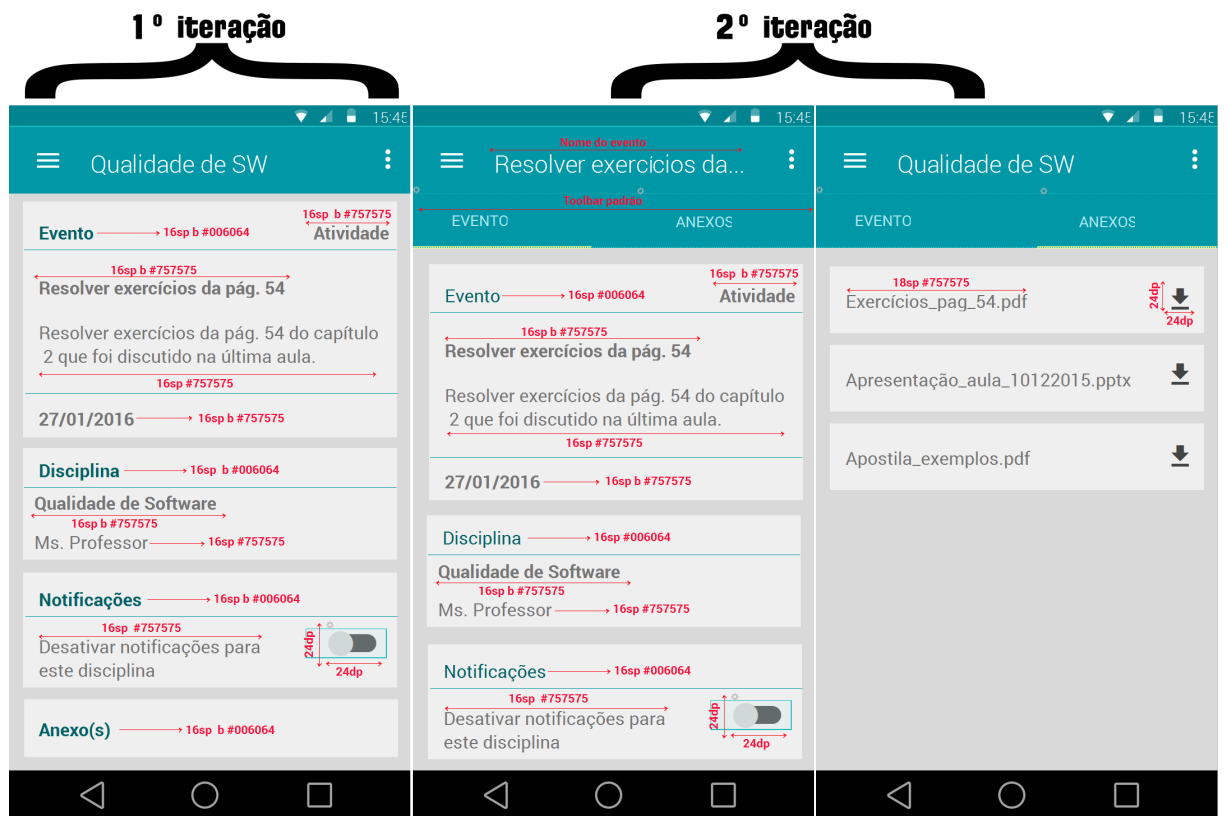 1º iteração
2º iteração
15:45
Qualidade de SW
16sp b #757575
Evento
16sp b #006064
Atividade
16sp b #757575
Resolver exercícios da pág. 54
Resolver exercícios da pág. 54 do capítulo
2 que foi discutido na última aula.
16sp #757575
27/01/2016
16sp b #757575
Disciplina
16sp b #006064
Qualidade de Software
16sp b #757575
Ms. Professor
16sp #757575
Notificações
16sp b #006064
16sp #757575
Desativar notificações para
este disciplina
24dp
24dp
Anexo(s)
16sp b #006064
15:45
Nome do evento
Resolver exercícios da...
Toolbar padrão
EVENTO
ANEXOS
16sp b #757575
Evento
16sp #006064
Atividade
16sp b #757575
Resolver exercícios da pág. 54
Resolver exercícios da pág. 54 do capítulo
2 que foi discutido na última aula.
16sp #757575
27/01/2016
16sp b #757575
Disciplina
16sp #006064
Qualidade de Software
16sp b #757575
Ms. Professor
16sp #757575
Notificações
16sp #006064
16sp #757575
Desativar notificações para
este disciplina
24dp
24dp
15:45
Qualidade de SW
EVENTO
ANEXOS
18sp #757575
Exercícios_pag_54.pdf
24dp
24dp
Apresentação_aula_10122015.pptx
Apostila_exemplos.pdf